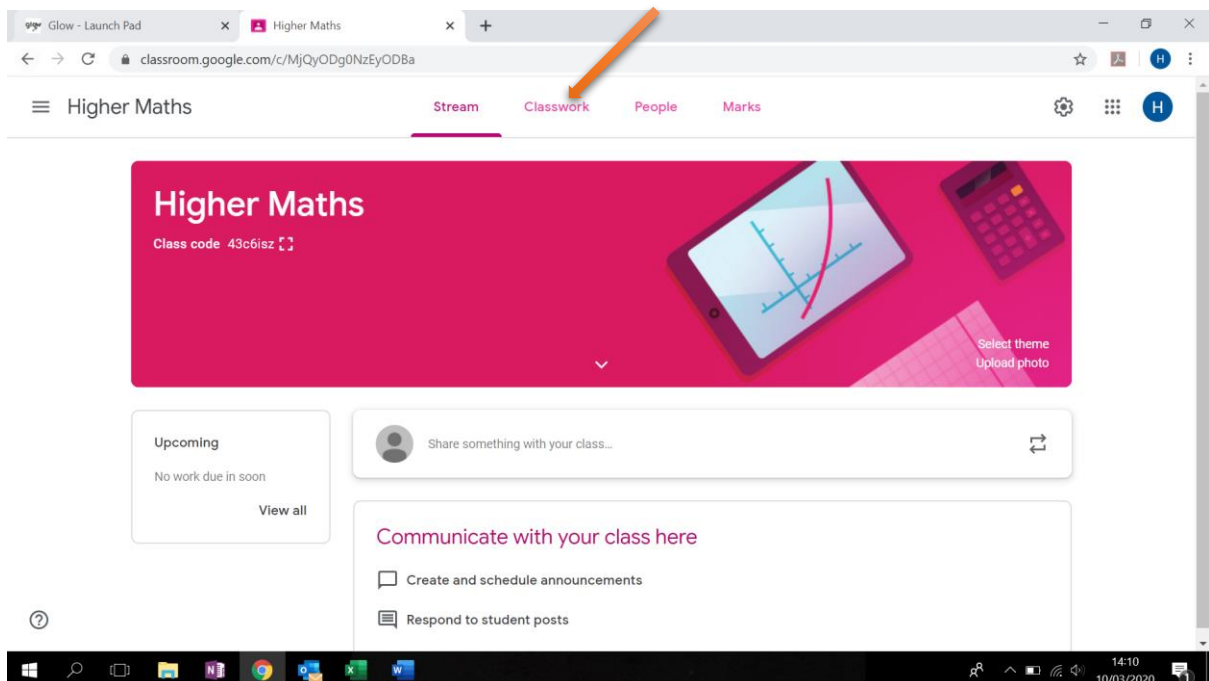 Glow - Launch Pad
Higher Maths
classroom.google.com/c/MjQyODg0NzEyODBa
H
Higher Maths
Stream Classwork People Marks
H
Higher Maths
Class code 43c6isz
Select theme
Upload photo
Upcoming
No work due in soon
View all
Share something with your class...
Communicate with your class here
Create and schedule announcements
Respond to student posts
14:10
10/03/2020